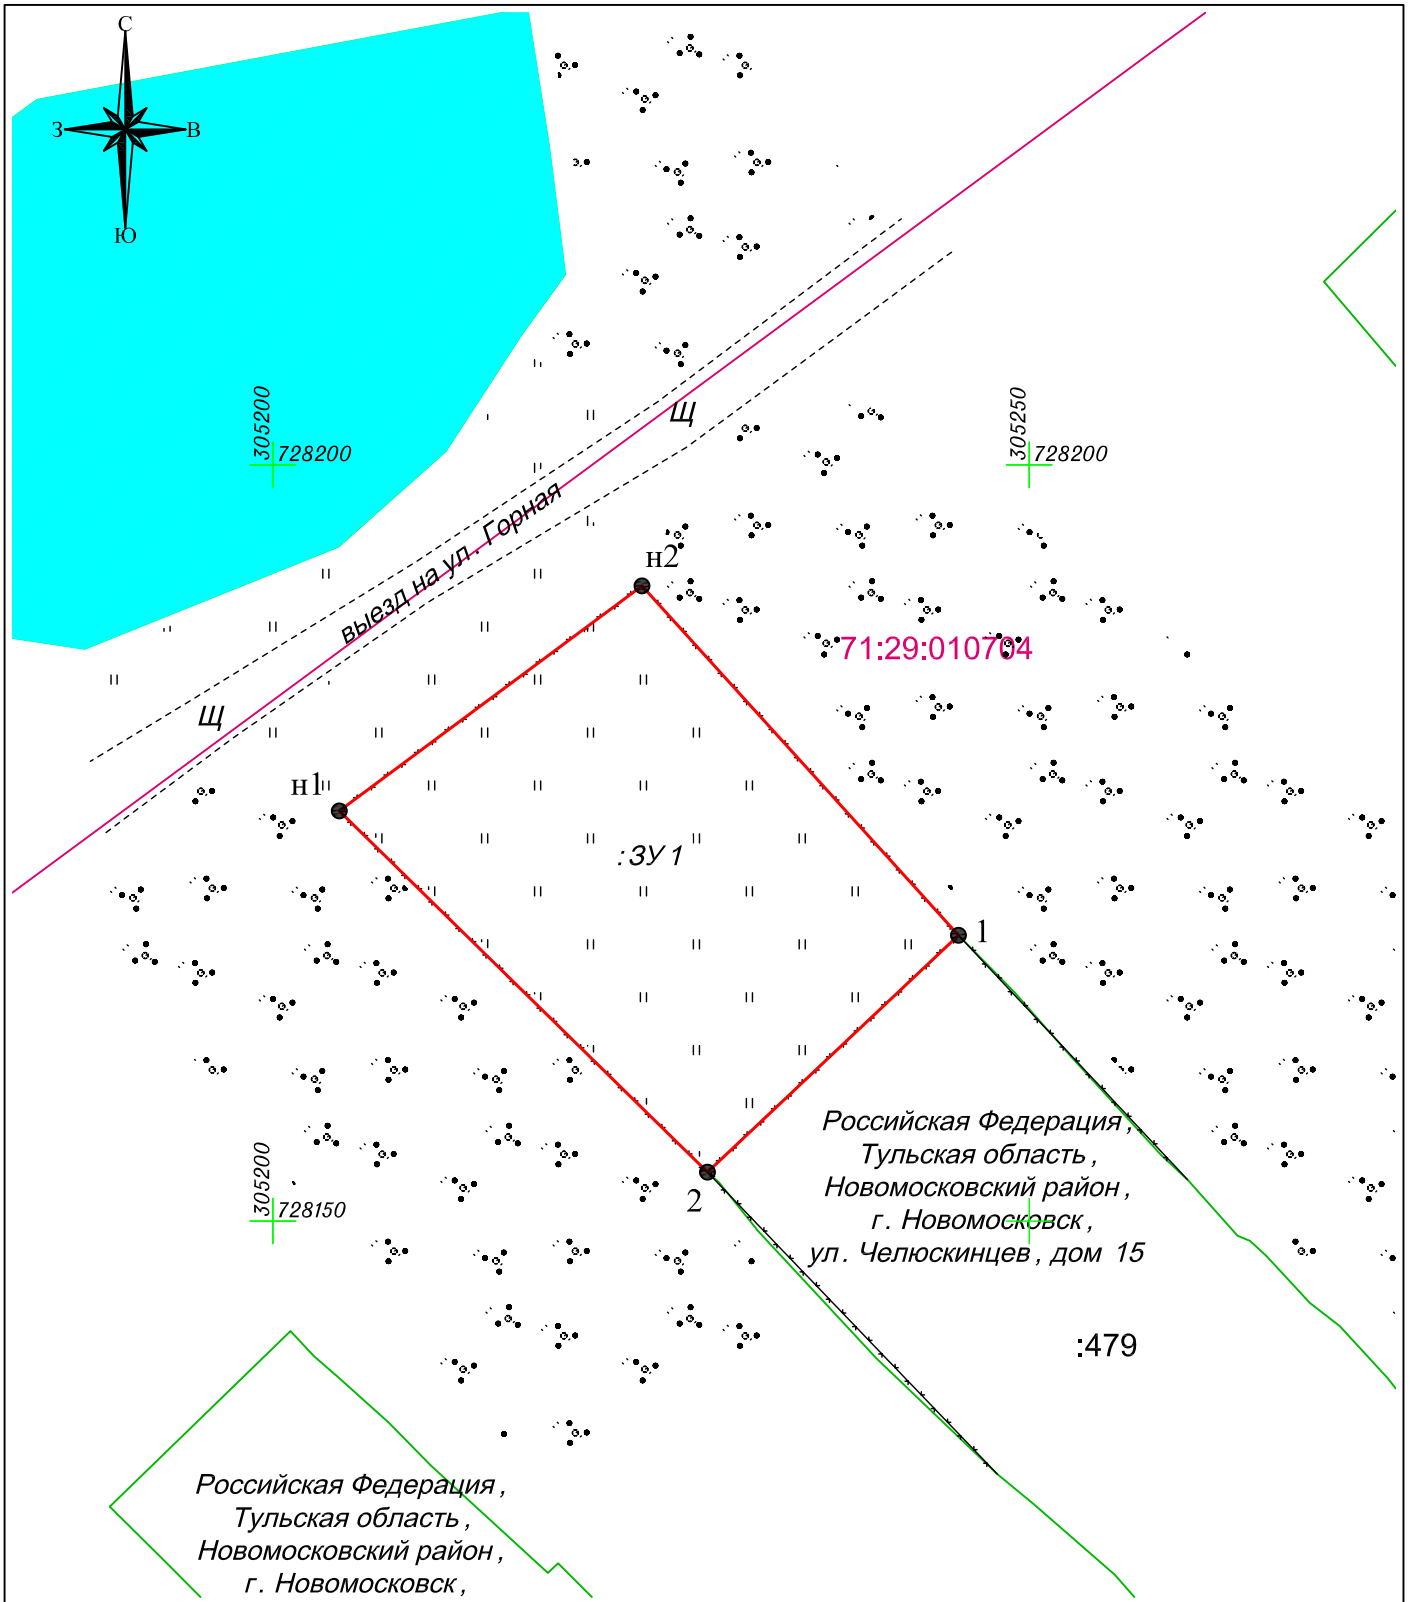 С
З
В
Ю
305200
728200
305250
728200
Щ
выезд на ул. Горная
н2
71:29:010704
Щ
н1
:ЗУ1
1
Российская Федерация,
Тульская область,
Новомосковский район,
г. Новомосковск,
ул. Челюскинцев, дом 15
305200
728150
2
:479
Российская Федерация,
Тульская область,
Новомосковский район,
г. Новомосковск,